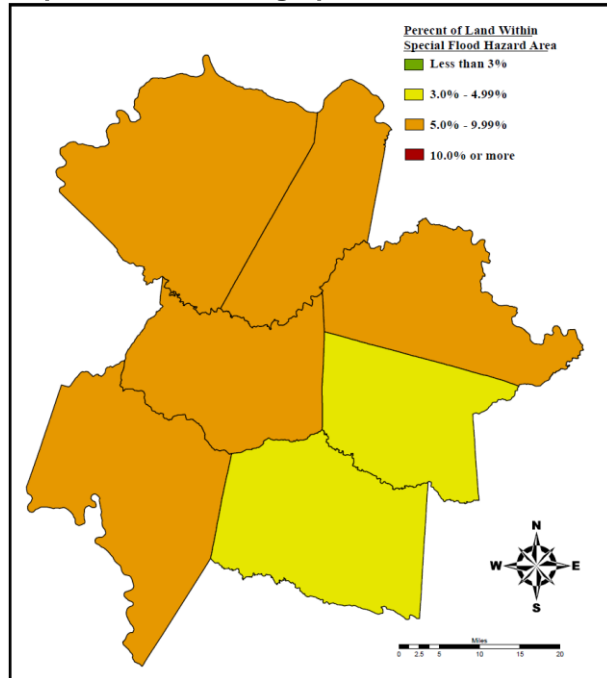 Perecnt of Land Within
Special Flood Hazard Area
Less than 3%
3.0% - 4.99%
5.0% - 9.99%
10.0% or more
N
W E
S
Miles
0 2.5 5 10 15 20